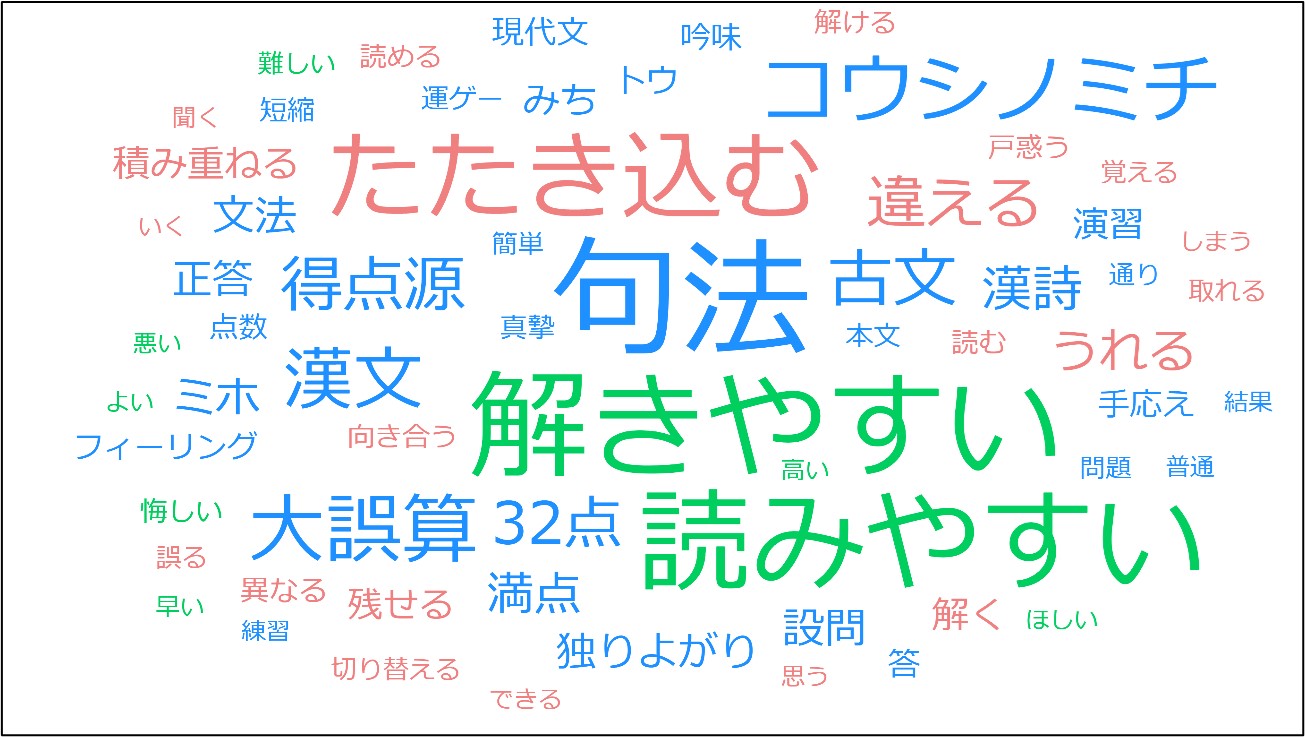 現代文 吟味 解ける
難しい 読める コウシノミチ
聞く 短縮 運ゲー みち トウ
積み重ねる たたき込む 戸惑う 覚える
いく 文法 違える 演習 しまう
正答 得点源 簡単 句法 古文 漢詩 通り 取れる
悪い 点数 真摯 本文 読む うれる
よい ミホ 漢文 解きやすい 手応え 結果
フィーリング 向き合う 高い 問題 普通
悔しい 大誤算 32点 読みやすい
誤る
早い 異なる 残せる 満点 解く ほしい
練習 独りよがり 設問 答
切り替える 思う
できる